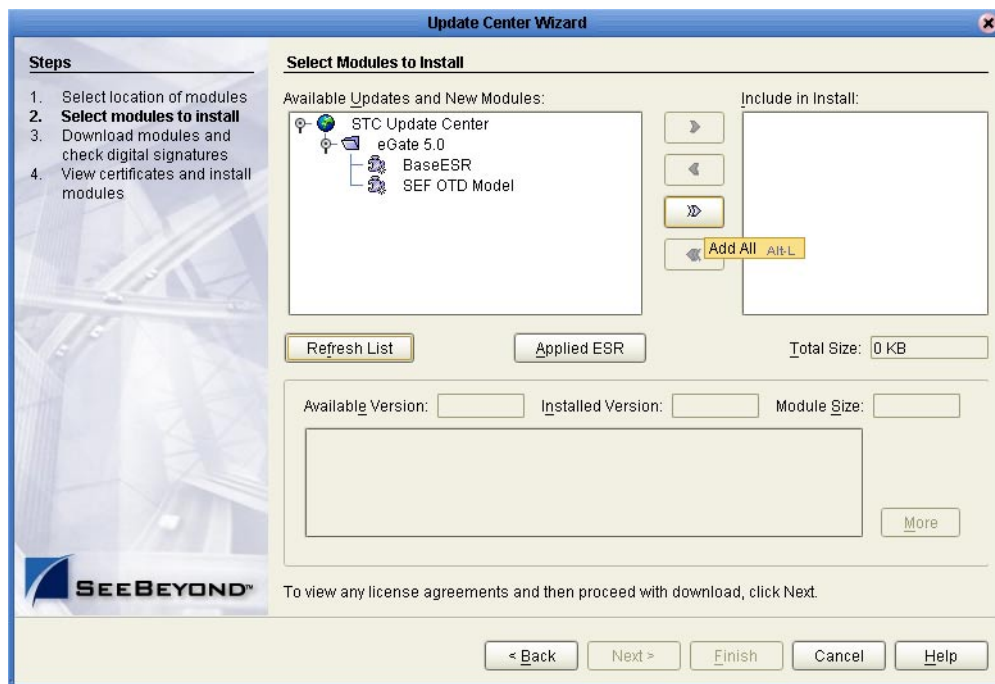 Update Center Wizard
Steps
1. Select location of modules
2. Select modules to install
3. Download modules and
check digital signatures
4. View certificates and install
modules
SEEBEYOND™
Select Modules to Install
Available Updates and New Modules:
STC Update Center
eGate 5.0
BaseESR
SEF OTD Model
Include in Install:
Add All Alt-L
Refresh List
Applied ESR
Total Size: 0 KB
Available Version:
Installed Version:
Module Size:
More
To view any license agreements and then proceed with download, click Next.
< Back
Next >
Finish
Cancel
Help